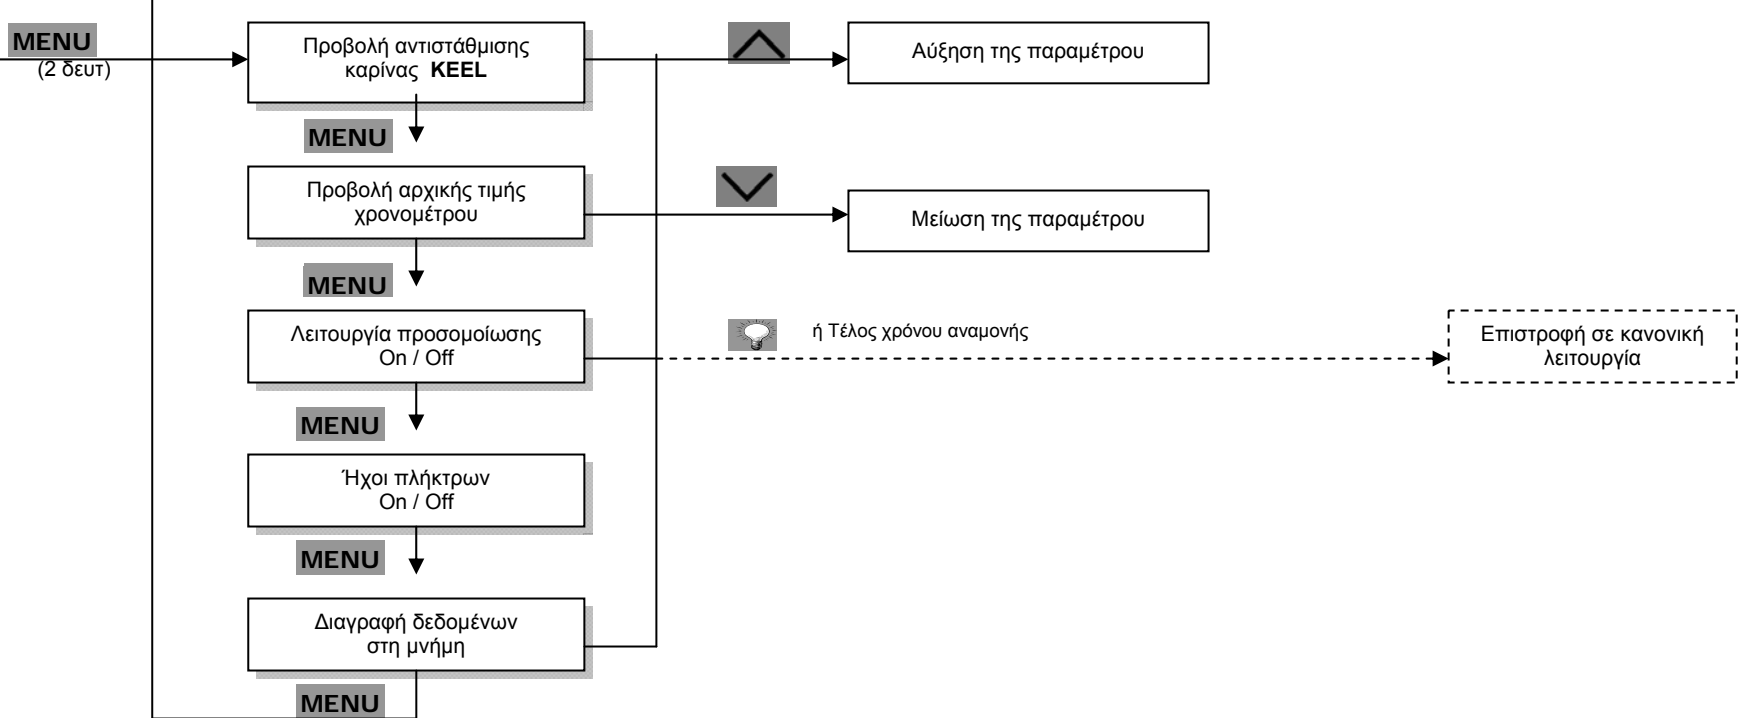 MENU
(2 δευτ)
Προβολή αντιστάθμισης
καρίνας KEEL
Αύξηση της παραμέτρου
MENU
Προβολή αρχικής τιμής
χρονομέτρου
Μείωση της παραμέτρου
MENU
Λειτουργία προσομοίωσης
On / Off
ή Τέλος χρόνου αναμονής
Επιστροφή σε κανονική
λειτουργία
MENU
Ήχοι πλήκτρων
On / Off
MENU
Διαγραφή δεδομένων
στη μνήμη
MENU